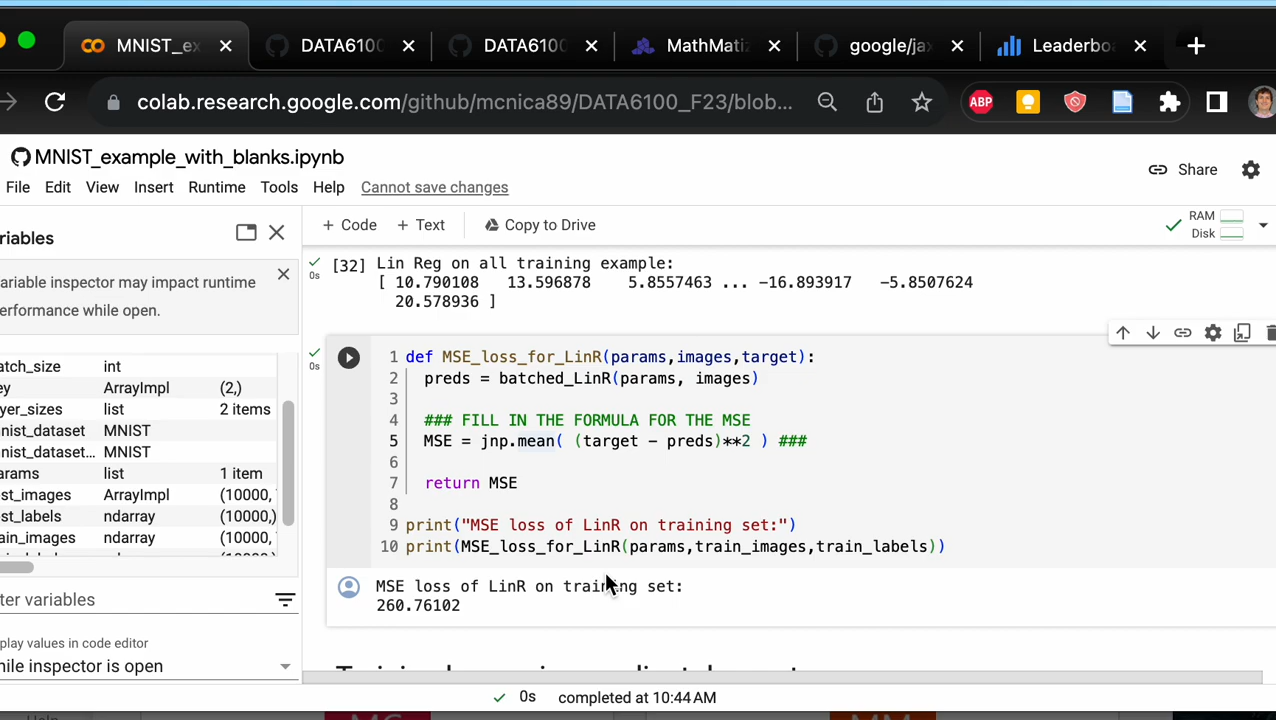 MNIST_ex
DATA6100
DATA6100
MathMatiz
google/jax
Leaderbo
colab.research.google.com/github/mcnica89/DATA6100_F23/blob...
ABP
MNIST_example_with_blanks.ipynb
Share
File Edit View Insert Runtime Tools Help Cannot save changes
+ Code + Text Copy to Drive
RAM
Disk
riables
ariable inspector may impact runtime
erformance while open.
atch_size int
ey ArrayImpl (2,)
yer_sizes list 2 items
nist_dataset MNIST
nist_dataset... MNIST
arams list 1 item
st_images ArrayImpl (10000,
st_labels ndarray (10000,)
ain_images ndarray (10000,
ter variables
play values in code editor
hile inspector is open
0s
[32] Lin Reg on all training example:
[ 10.790108 13.596878 5.8557463 ... -16.893917 -5.8507624
20.578936 ]
0s
1 def MSE_loss_for_LinR(params,images,target):
2 preds = batched_LinR(params, images)
3
4 ### FILL IN THE FORMULA FOR THE MSE
5 MSE = jnp.mean( (target - preds)**2 ) ###
6
7 return MSE
8
9 print("MSE loss of LinR on training set:")
10 print(MSE_loss_for_LinR(params,train_images,train_labels))
MSE loss of LinR on training set:
260.76102
0s completed at 10:44 AM